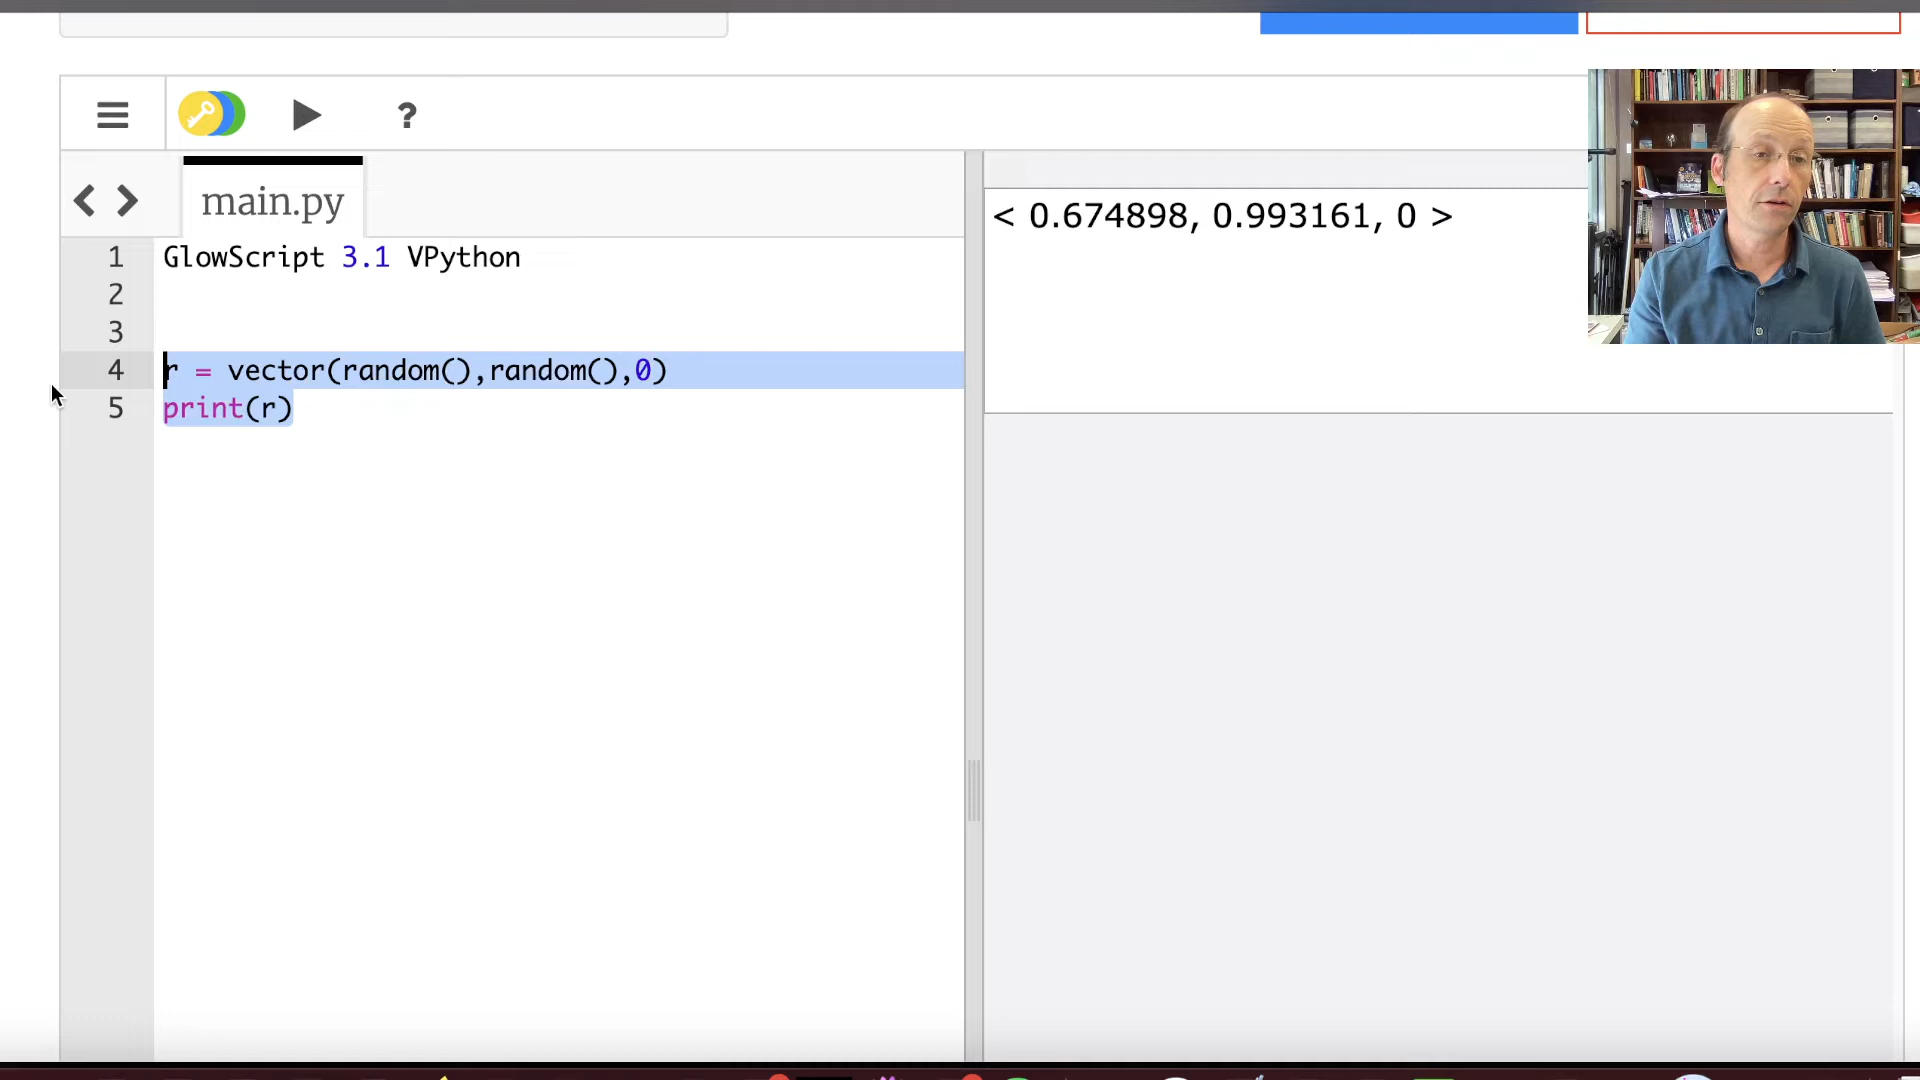 ?
main.py
1 GlowScript 3.1 VPython
2
3
4 r = vector(random(),random(),0)
5 print(r)
< 0.674898, 0.993161, 0 >